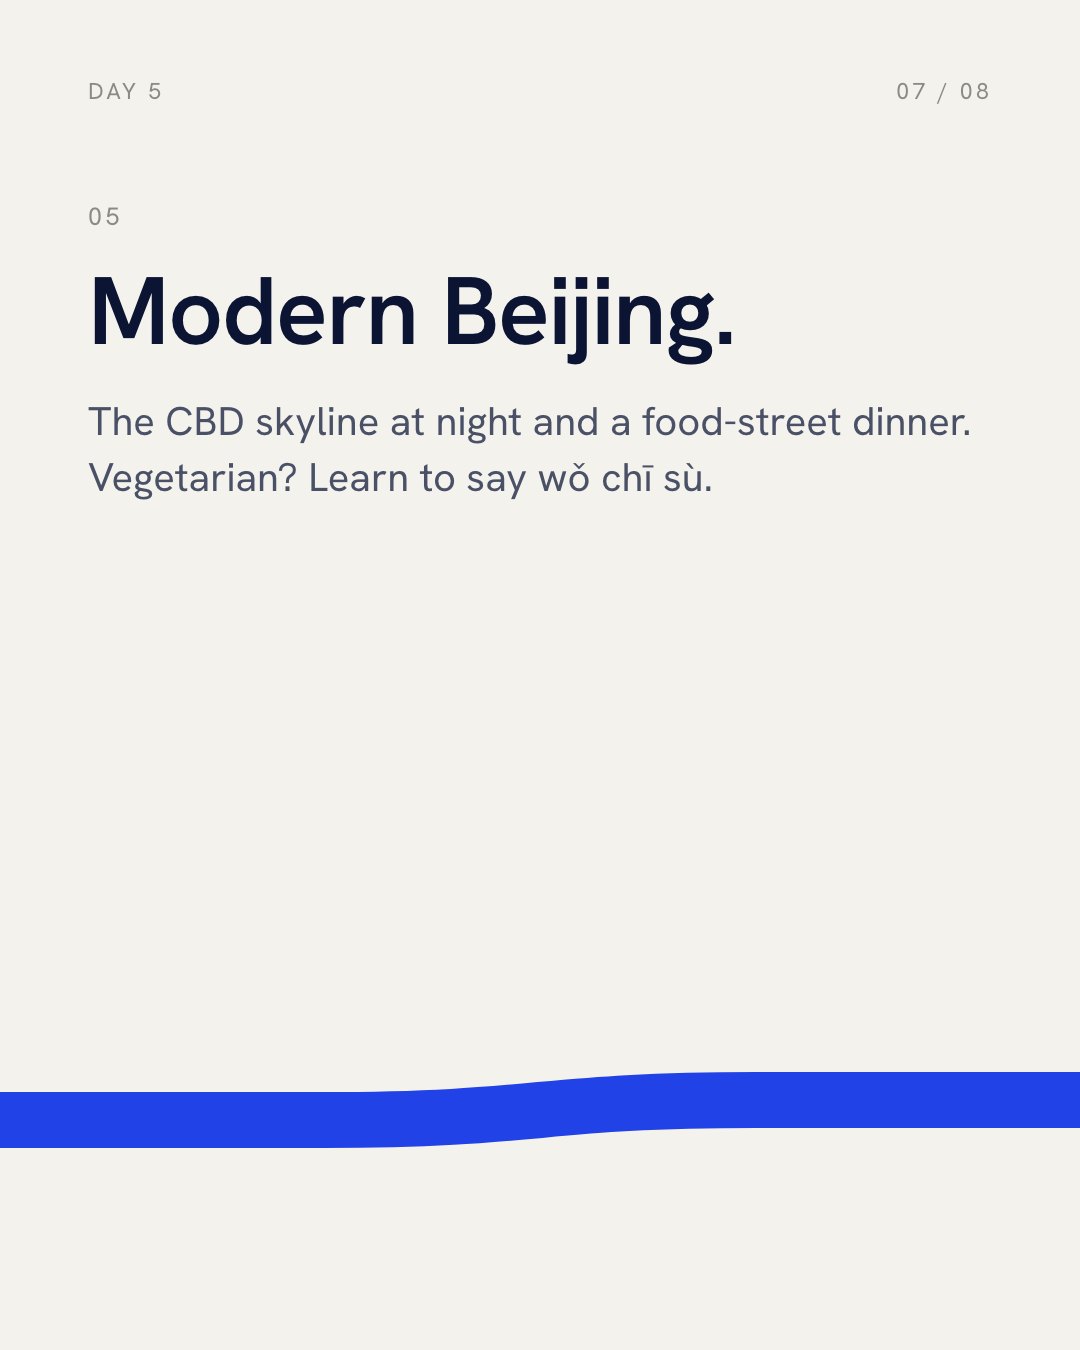 DAY 5
07 / 08
05
Modern Beijing.
The CBD skyline at night and a food-street dinner.
Vegetarian? Learn to say wǒ chī sù.